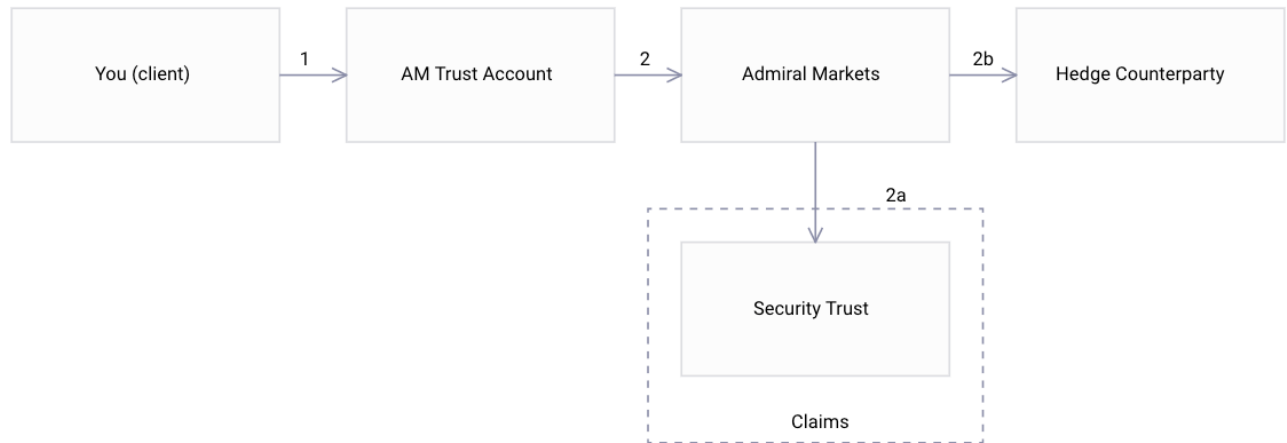 1
2
2b
You (client)
AM Trust Account
Admiral Markets
Hedge Counterparty
2a
Security Trust
Claims